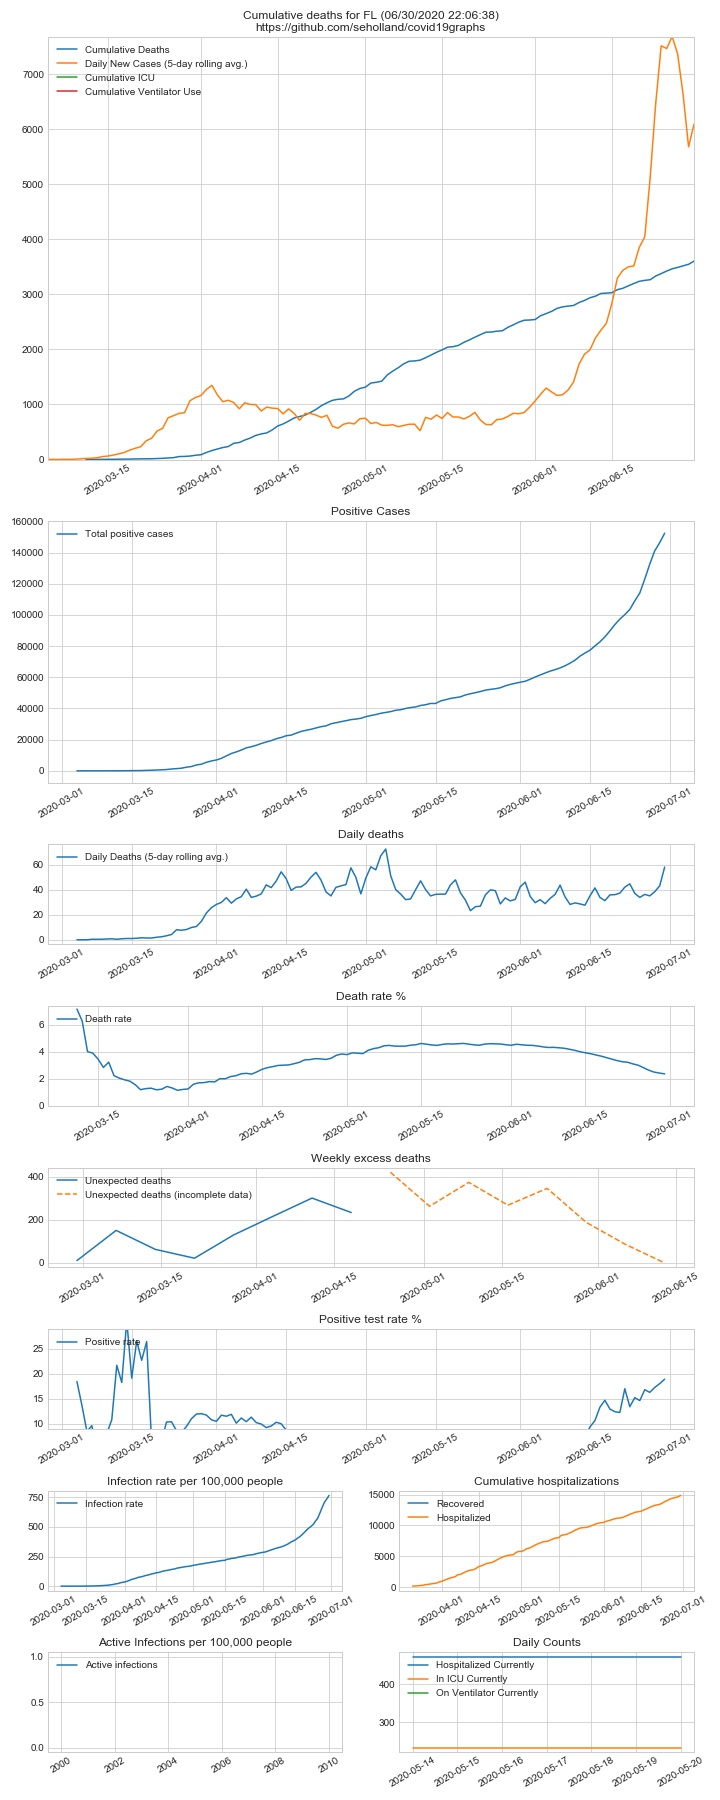 Cumulative deaths for FL (06/30/2020 22:06:38)
https://github.com/seholland/covid19graphs
Cumulative Deaths
Daily New Cases (5-day rolling avg.)
Cumulative ICU
Cumulative Ventilator Use
7000
6000
5000
4000
3000
2000
1000
0
2020-03-15 2020-04-01 2020-04-15 2020-05-01 2020-05-15 2020-06-01 2020-06-15
Positive Cases
Total positive cases
160000
140000
120000
100000
80000
60000
40000
20000
0
2020-03-01 2020-03-15 2020-04-01 2020-04-15 2020-05-01 2020-05-15 2020-06-01 2020-06-15 2020-07-01
Daily deaths
Daily Deaths (5-day rolling avg.)
60
40
20
0
2020-03-01 2020-03-15 2020-04-01 2020-04-15 2020-05-01 2020-05-15 2020-06-01 2020-06-15 2020-07-01
Death rate %
Death rate
6
4
2
0
2020-03-15 2020-04-01 2020-04-15 2020-05-01 2020-05-15 2020-06-01 2020-06-15 2020-07-01
Weekly excess deaths
Unexpected deaths
Unexpected deaths (incomplete data)
400
200
0
2020-03-01 2020-03-15 2020-04-01 2020-04-15 2020-05-01 2020-05-15 2020-06-01 2020-06-15
Positive test rate %
Positive rate
25
20
15
10
2020-03-01 2020-03-15 2020-04-01 2020-04-15 2020-05-01 2020-05-15 2020-06-01 2020-06-15 2020-07-01
Infection rate per 100,000 people
Infection rate
750
500
250
0
2020-03-01 2020-03-15 2020-04-01 2020-04-15 2020-05-01 2020-05-15 2020-06-01 2020-06-15 2020-07-01
Cumulative hospitalizations
Recovered
Hospitalized
15000
10000
5000
0
2020-04-01 2020-04-15 2020-05-01 2020-05-15 2020-06-01 2020-06-15 2020-07-01
Active Infections per 100,000 people
Active infections
1.0
0.5
0.0
2000 2002 2004 2006 2008 2010
Daily Counts
Hospitalized Currently
In ICU Currently
On Ventilator Currently
400
300
2020-05-14 2020-05-15 2020-05-16 2020-05-17 2020-05-18 2020-05-19 2020-05-20